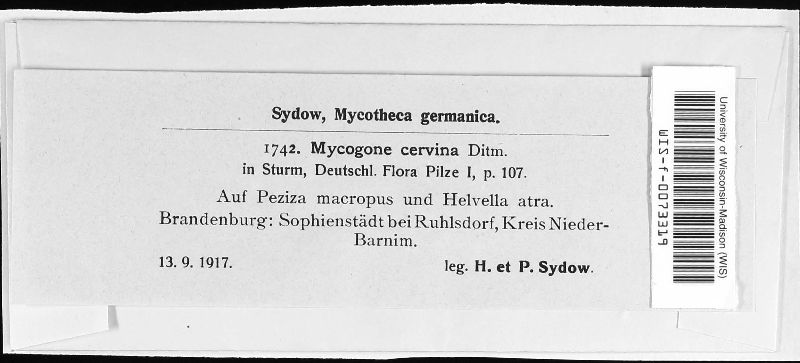 Sydow, Mycotheca germanica.
1742. Mycogone cervina Ditm.
in Sturm, Deutschl. Flora Pilze I, p. 107.
Auf Peziza macropus und Helvella atra.
Brandenburg: Sophienstädt bei Ruhlsdorf, Kreis Nieder-
Barnim.
13. 9. 1917. leg. H. et P. Sydow.
University of Wisconsin-Madison (WIS)
WIS-f-0073319